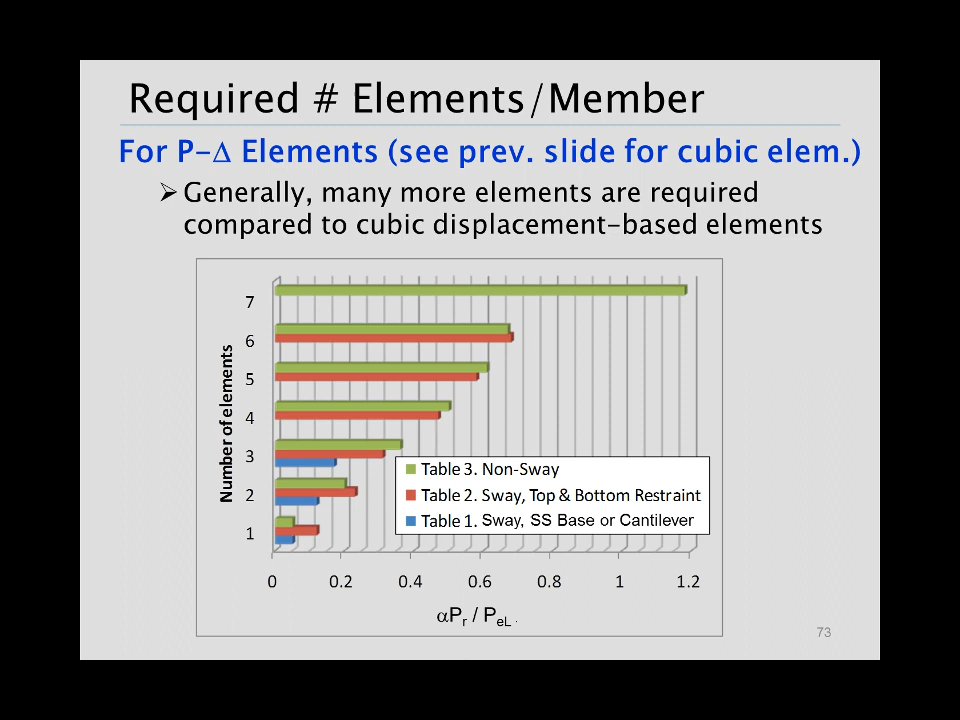 Required # Elements/Member
For P-Δ Elements (see prev. slide for cubic elem.)
➢ Generally, many more elements are required
compared to cubic displacement-based elements
7
6
5
4
3
2
1
Number of elements
Table 3. Non-Sway
Table 2. Sway, Top & Bottom Restraint
Table 1. Sway, SS Base or Cantilever
0 0.2 0.4 0.6 0.8 1 1.2
αPr / PeL .
73